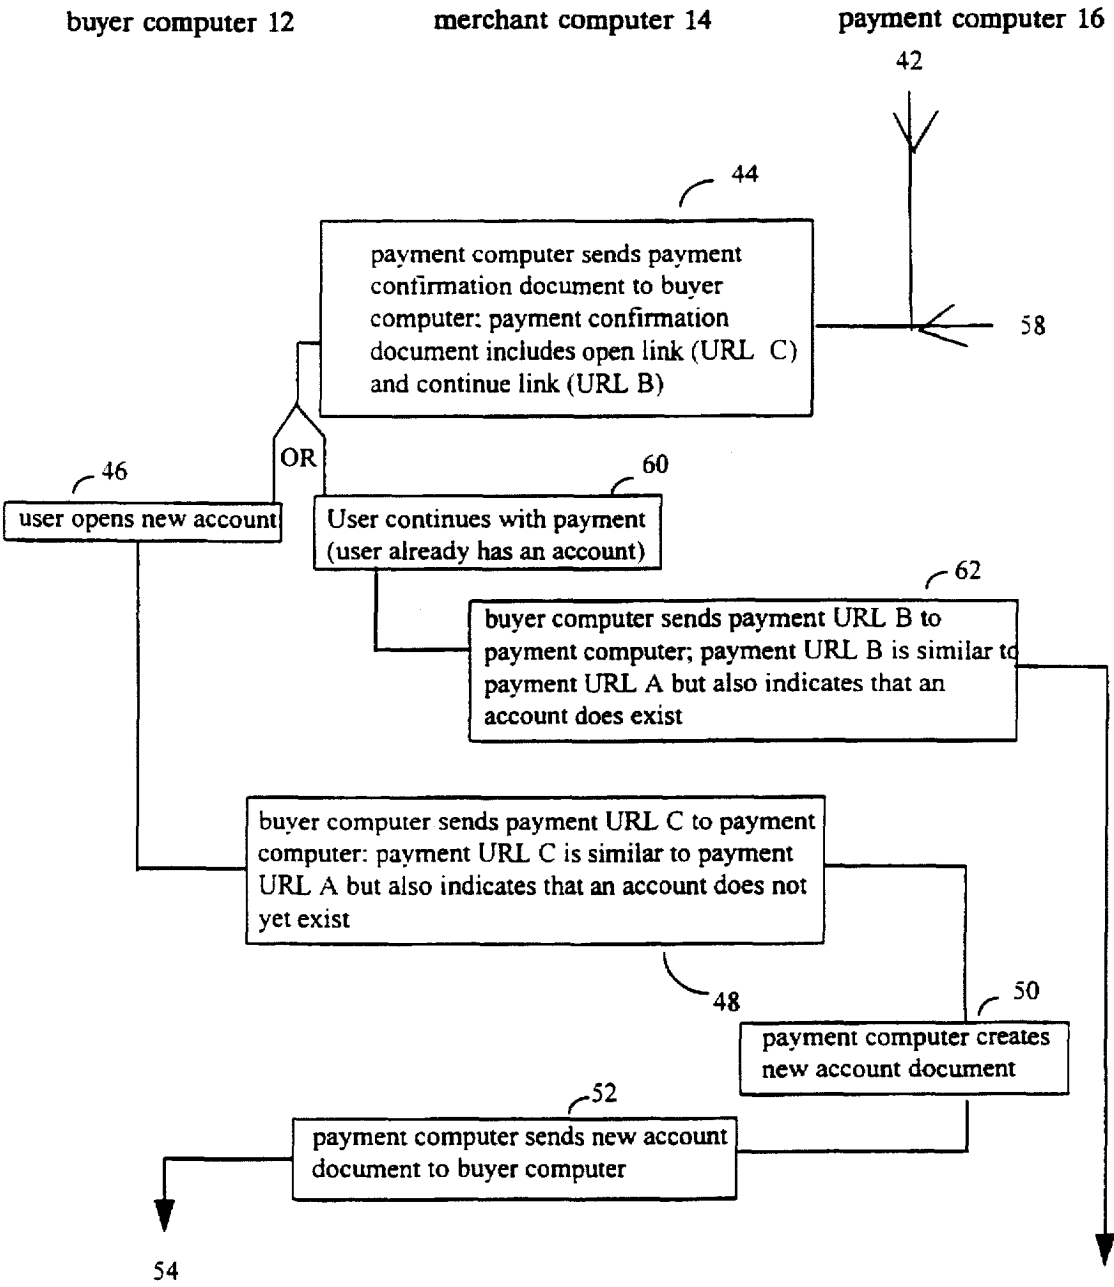 buyer computer 12
merchant computer 14
payment computer 16
42
44
payment computer sends payment
confirmation document to buyer
computer: payment confirmation
document includes open link (URL C)
and continue link (URL B)
58
OR
46
60
user opens new account
User continues with payment
(user already has an account)
62
buyer computer sends payment URL B to
payment computer; payment URL B is similar to
payment URL A but also indicates that an
account does exist
buyer computer sends payment URL C to payment
computer: payment URL C is similar to payment
URL A but also indicates that an account does not
yet exist
48
50
payment computer creates
new account document
52
payment computer sends new account
document to buyer computer
54